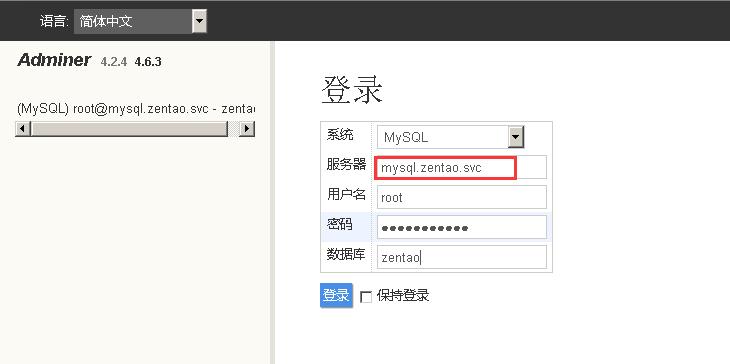 语言: 简体中文
Adminer 4.2.4 4.6.3
(MySQL) root@mysql.zentao.svc - zenta
登录
系统 MySQL
服务器 mysql.zentao.svc
用户名 root
密码 ●●●●●●●●●●●
数据库 zentao
登录 保持登录